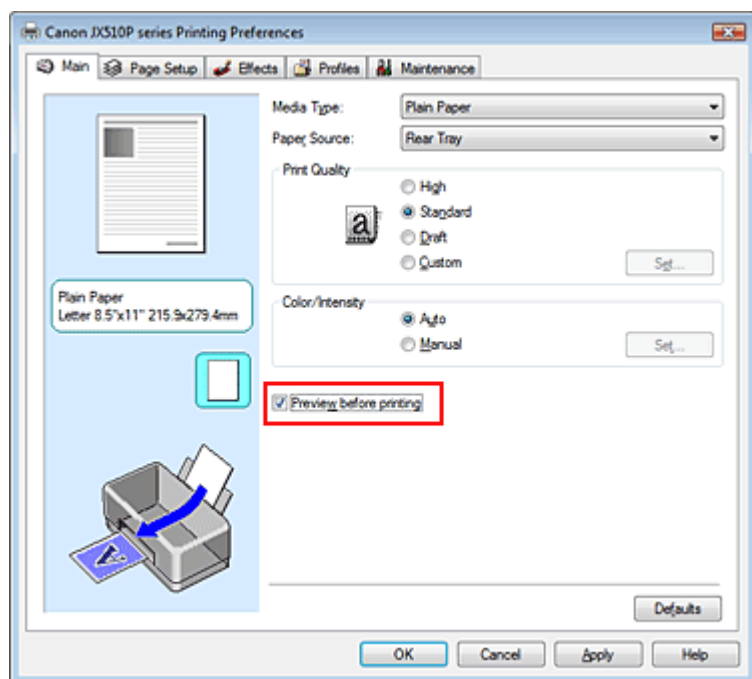 Canon JX510P series Printing Preferences
Main Page Setup Effects Profiles Maintenance
Media Type: Plain Paper
Paper Source: Rear Tray
Print Quality
High
a Standard
Draft
Custom Set...
Plain Paper
Letter 8.5"x11" 215.9x279.4mm
Color/Intensity
Auto
Manual Set...
Preview before printing
Defaults
OK Cancel Apply Help